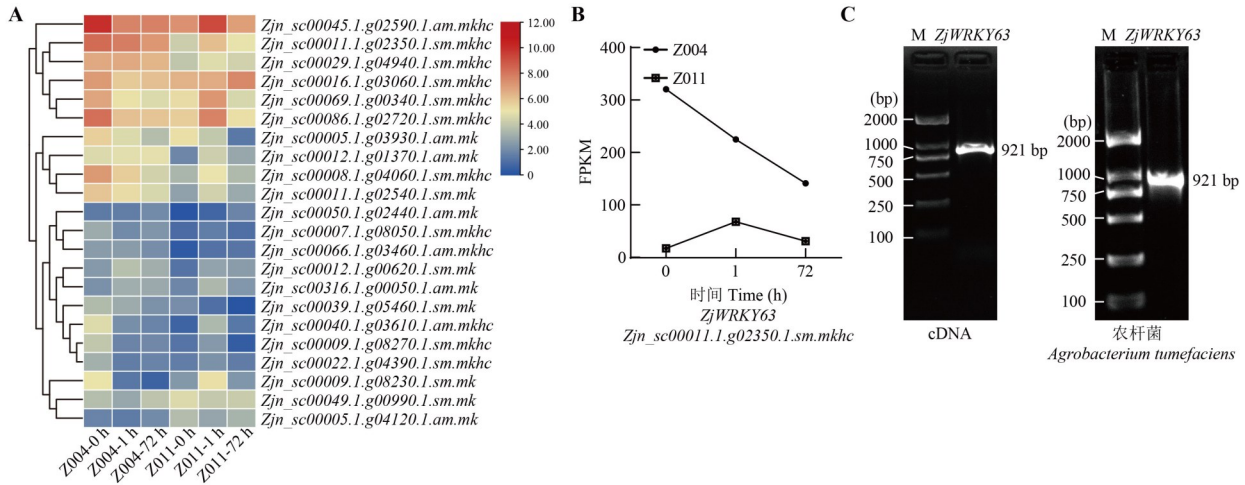 A
Zjn_sc00045.1.g02590.1.am.mkhc
Zjn_sc00011.1.g02350.1.sm.mkhc
Zjn_sc00029.1.g04940.1.sm.mkhc
Zjn_sc00016.1.g03060.1.sm.mkhc
Zjn_sc00069.1.g00340.1.sm.mkhc
Zjn_sc00086.1.g02720.1.sm.mkhc
Zjn_sc00005.1.g03930.1.am.mk
Zjn_sc00012.1.g01370.1.am.mk
Zjn_sc00008.1.g04060.1.sm.mkhc
Zjn_sc00011.1.g02540.1.sm.mk
Zjn_sc00050.1.g02440.1.am.mk
Zjn_sc00007.1.g08050.1.sm.mkhc
Zjn_sc00066.1.g03460.1.am.mkhc
Zjn_sc00012.1.g00620.1.sm.mk
Zjn_sc00316.1.g00050.1.am.mk
Zjn_sc00039.1.g05460.1.sm.mk
Zjn_sc00040.1.g03610.1.am.mkhc
Zjn_sc00009.1.g08270.1.sm.mkhc
Zjn_sc00022.1.g04390.1.sm.mkhc
Zjn_sc00009.1.g08230.1.sm.mk
Zjn_sc00049.1.g00990.1.sm.mk
Zjn_sc00005.1.g04120.1.am.mk
Z004-0 h
Z004-1 h
Z004-72 h
Z011-0 h
Z011-1 h
Z011-72 h
12.00
10.00
8.00
6.00
4.00
2.00
0
B
Z004
Z011
400
300
200
100
0
FPKM
0 1 72
时间 Time (h)
ZjWRKY63
Zjn_sc00011.1.g02350.1.sm.mkhc
C
M ZjWRKY63
(bp)
2000
1000
750
500
250
100
921 bp
cDNA
M ZjWRKY63
(bp)
2000
1000
750
500
250
100
921 bp
农杆菌
Agrobacterium tumefaciens